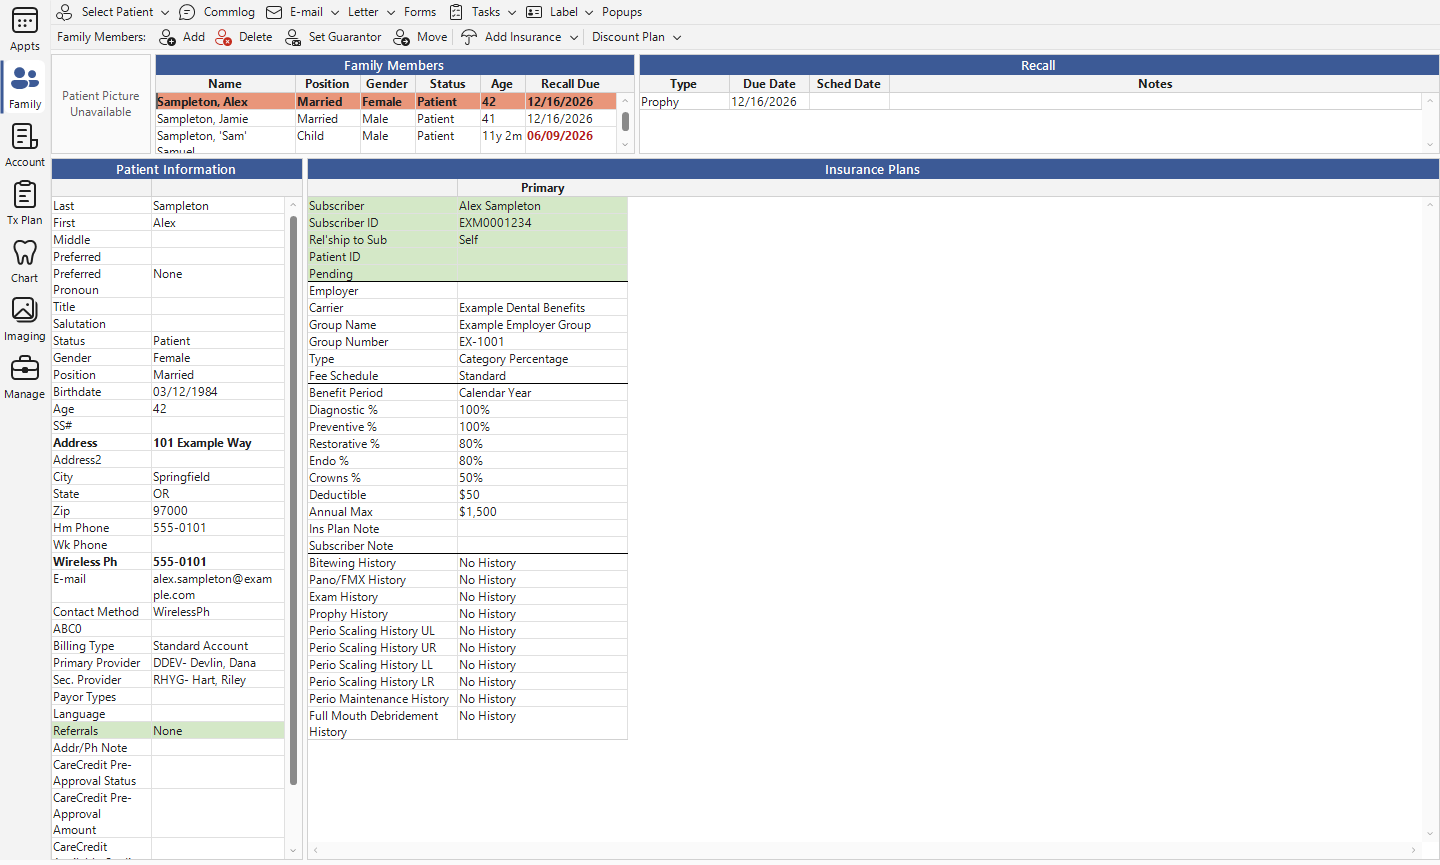 Select Patient
Commlog
E-mail
Letter
Forms
Tasks
Label
Popups
Family Members:
Add
Delete
Set Guarantor
Move
Add Insurance
Discount Plan
Appts
Family
Account
Tx Plan
Chart
Imaging
Manage
Patient Picture
Unavailable
Family Members
Name Position Gender Status Age Recall Due
Sampleton, Alex Married Female Patient 42 12/16/2026
Sampleton, Jamie Married Male Patient 41 12/16/2026
Sampleton, 'Sam' Child Male Patient 11y 2m 06/09/2026
Samuel
Recall
Type Due Date Sched Date Notes
Prophy 12/16/2026
Patient Information
Last Sampleton
First Alex
Middle
Preferred
Preferred None
Pronoun
Title
Salutation
Status Patient
Gender Female
Position Married
Birthdate 03/12/1984
Age 42
SS#
Address 101 Example Way
Address2
City Springfield
State OR
Zip 97000
Hm Phone 555-0101
Wk Phone
Wireless Ph 555-0101
E-mail alex.sampleton@exam
ple.com
Contact Method WirelessPh
ABC0
Billing Type Standard Account
Primary Provider DDEV- Devlin, Dana
Sec. Provider RHYG- Hart, Riley
Payor Types
Language
Referrals None
Addr/Ph Note
CareCredit Pre-
Approval Status
CareCredit Pre-
Approval
Amount
CareCredit
Insurance Plans
Primary
Subscriber Alex Sampleton
Subscriber ID EXM0001234
Rel'ship to Sub Self
Patient ID
Pending
Employer
Carrier Example Dental Benefits
Group Name Example Employer Group
Group Number EX-1001
Type Category Percentage
Fee Schedule Standard
Benefit Period Calendar Year
Diagnostic % 100%
Preventive % 100%
Restorative % 80%
Endo % 80%
Crowns % 50%
Deductible $50
Annual Max $1,500
Ins Plan Note
Subscriber Note
Bitewing History No History
Pano/FMX History No History
Exam History No History
Prophy History No History
Perio Scaling History UL No History
Perio Scaling History UR No History
Perio Scaling History LL No History
Perio Scaling History LR No History
Perio Maintenance History No History
Full Mouth Debridement No History
History